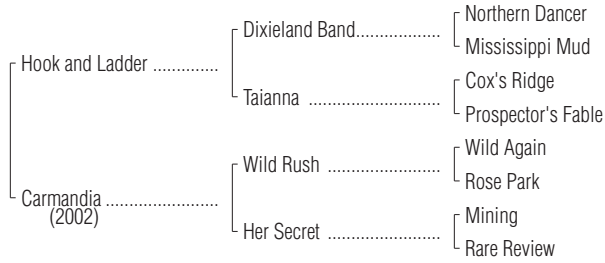 Northern Dancer
Dixieland Band..................
Mississippi Mud
Hook and Ladder ..............
Cox's Ridge
Taianna ............................
Prospector's Fable
Wild Again
Wild Rush ........................
Rose Park
Carmandia ........................
(2002)
Mining
Her Secret ........................
Rare Review